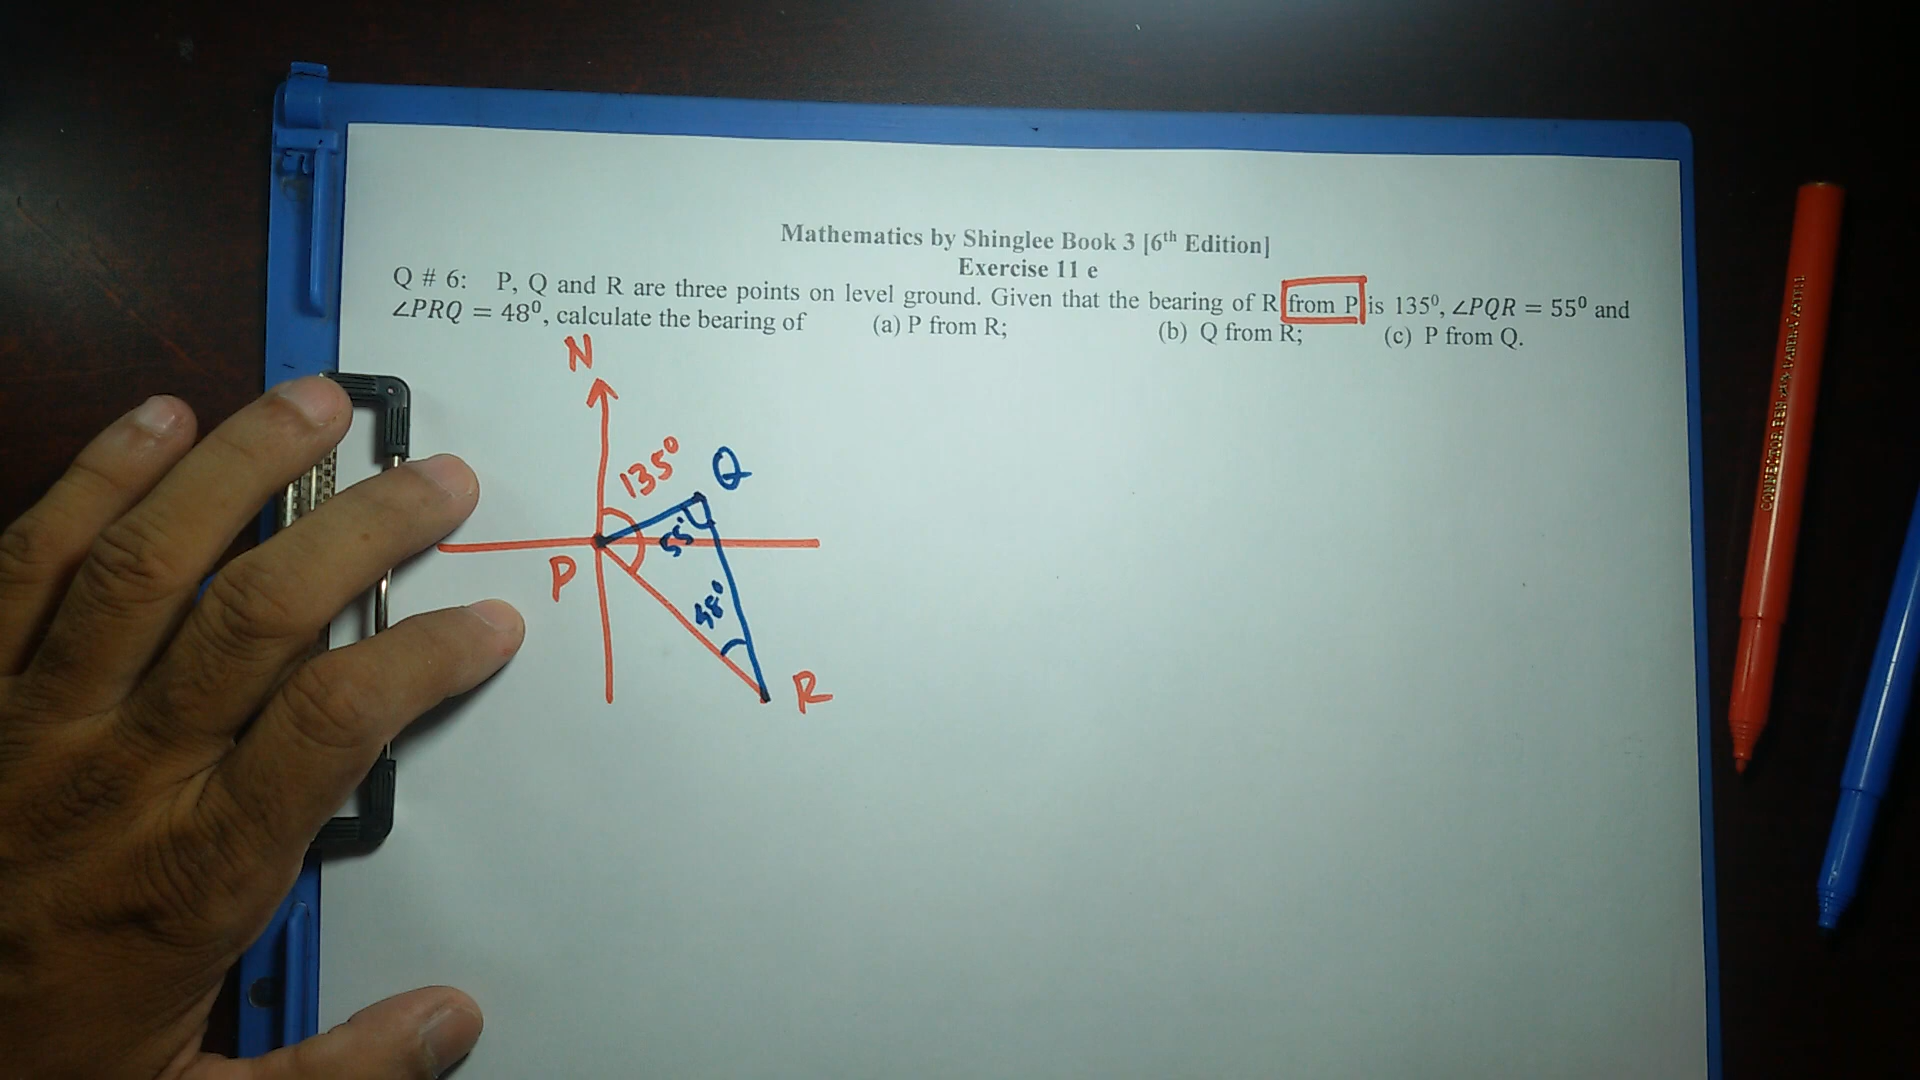 Mathematics by Shinglee Book 3 [6th Edition]
Exercise 11 e
Q # 6: P, Q and R are three points on level ground. Given that the bearing of R from P is 135⁰, ∠PQR = 55⁰ and
∠PRQ = 48⁰, calculate the bearing of (a) P from R; (b) Q from R; (c) P from Q.
N
135⁰
Q
55°
P
48⁰
R